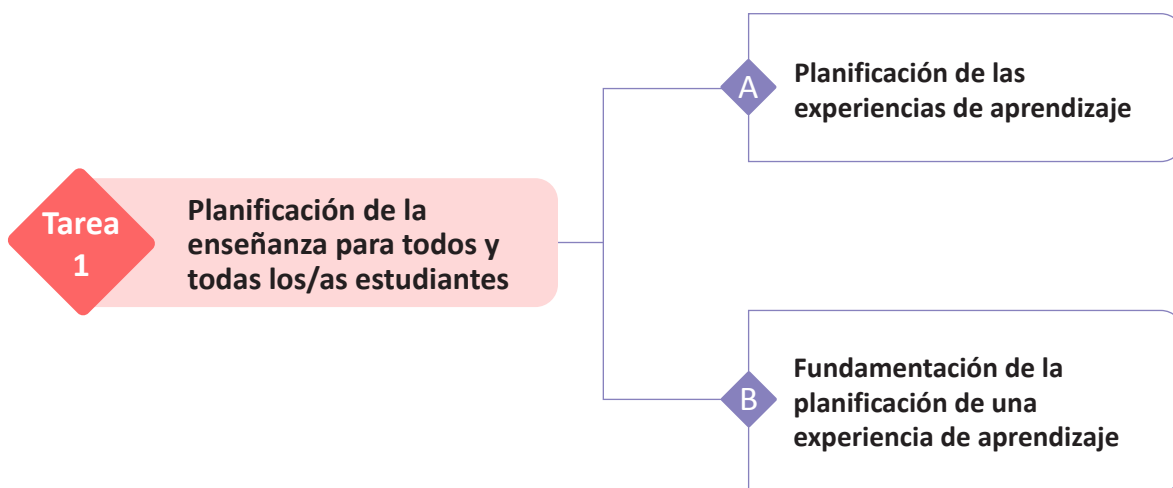 Tarea
1
Planificación de la
enseñanza para todos y
todas los/as estudiantes
A
Planificación de las
experiencias de aprendizaje
B
Fundamentación de la
planificación de una
experiencia de aprendizaje